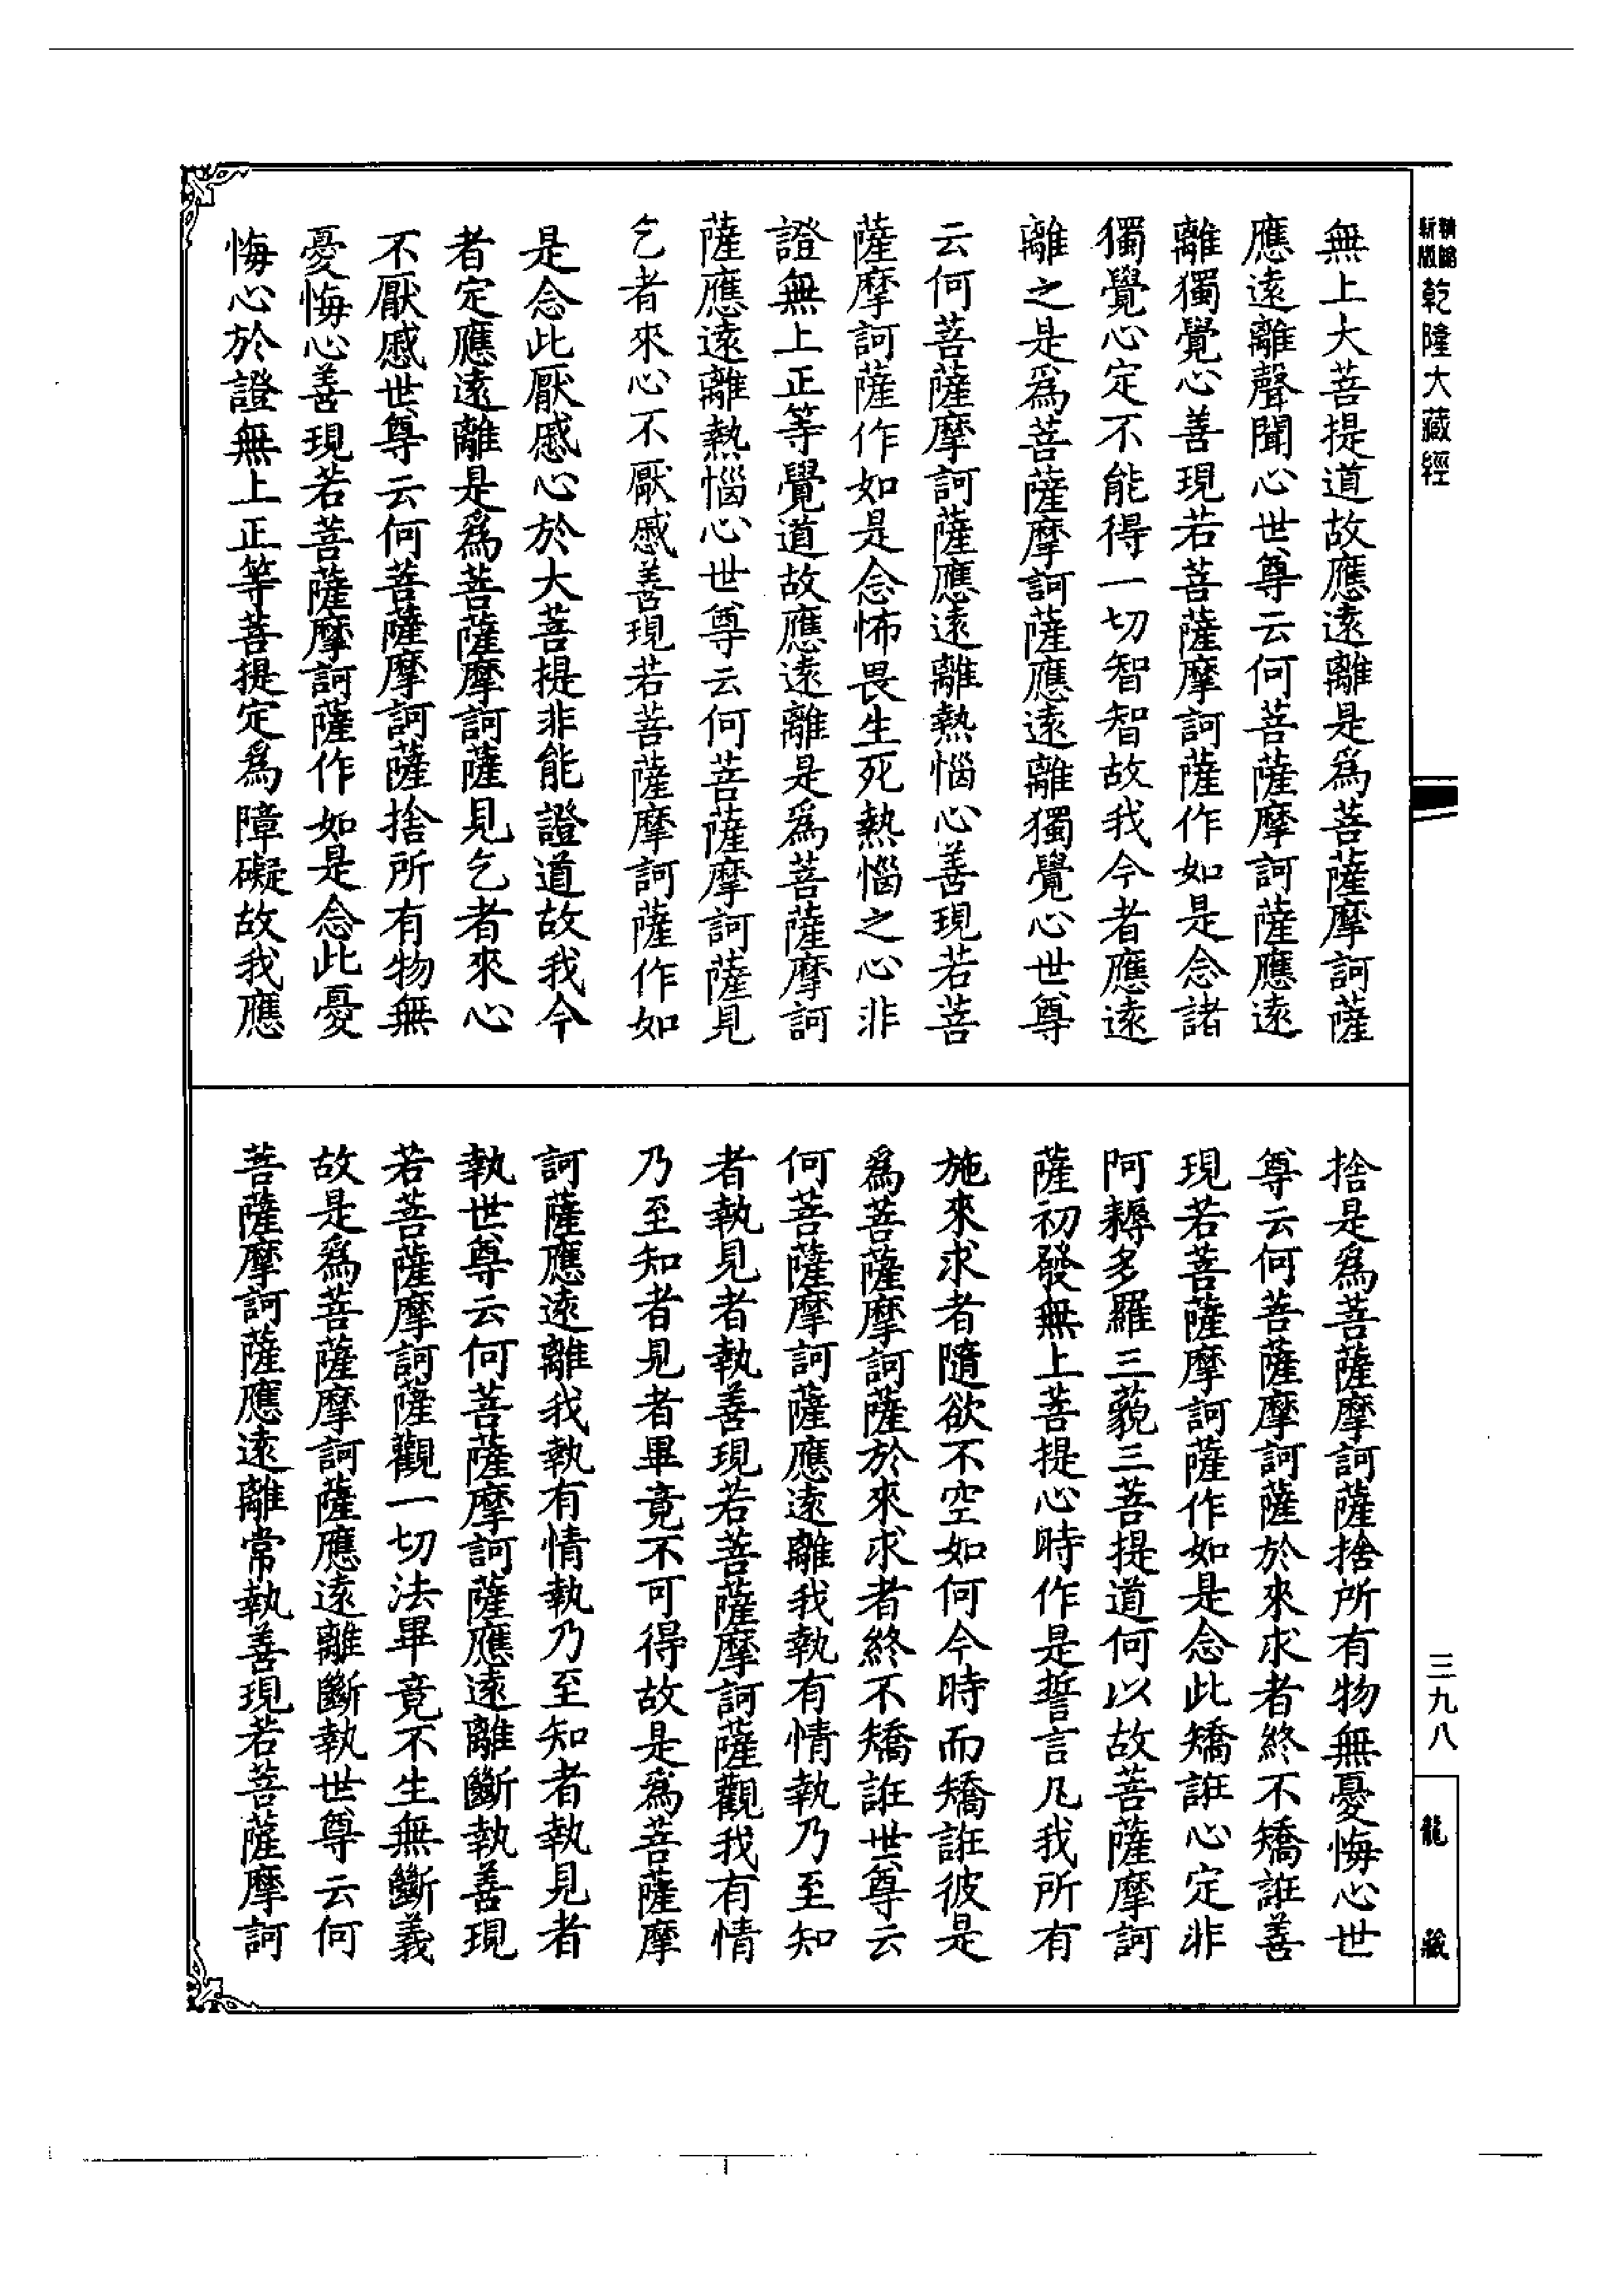 精縮
新版
乾隆大藏經
無上大菩提道故應遠離是爲菩薩摩訶薩
應遠離聲聞心世尊云何菩薩摩訶薩應遠
離獨覺心善現若菩薩摩訶薩作如是念諸
獨覺心定不能得一切智智故我今者應遠
離之是爲菩薩摩訶薩應遠離獨覺心世尊
云何菩薩摩訶薩應遠離熱惱心善現若菩
薩摩訶薩作如是念怖畏生死熱惱之心非
證無上正等覺道故應遠離是爲菩薩摩訶
薩應遠離熱惱心世尊云何菩薩摩訶薩見
乞者來心不厭慼善現若菩薩摩訶薩作如
是念此厭慼心於大菩提非能證道故我今
者定應遠離是爲菩薩摩訶薩見乞者來心
不厭慼世尊云何菩薩摩訶薩捨所有物無
憂悔心善現若菩薩摩訶薩作如是念此憂
悔心於證無上正等菩提定爲障礙故我應
捨是爲菩薩摩訶薩捨所有物無憂悔心世
尊云何菩薩摩訶薩於來求者終不矯誑善
現若菩薩摩訶薩作如是念此矯誑心定非
阿耨多羅三藐三菩提道何以故菩薩摩訶
薩初發無上菩提心時作是誓言凡我所有
施來求者隨欲不空如何今時而矯誑彼是
爲菩薩摩訶薩於來求者終不矯誑世尊云
何菩薩摩訶薩應遠離我執有情執乃至知
者執見者執善現若菩薩摩訶薩觀我有情
乃至知者見者畢竟不可得故是爲菩薩摩
訶薩應遠離我執有情執乃至知者執見者
執世尊云何菩薩摩訶薩應遠離斷執善現
若菩薩摩訶薩觀一切法畢竟不生無斷義
故是爲菩薩摩訶薩應遠離斷執世尊云何
菩薩摩訶薩應遠離常執善現若菩薩摩訶
三九八
龍藏